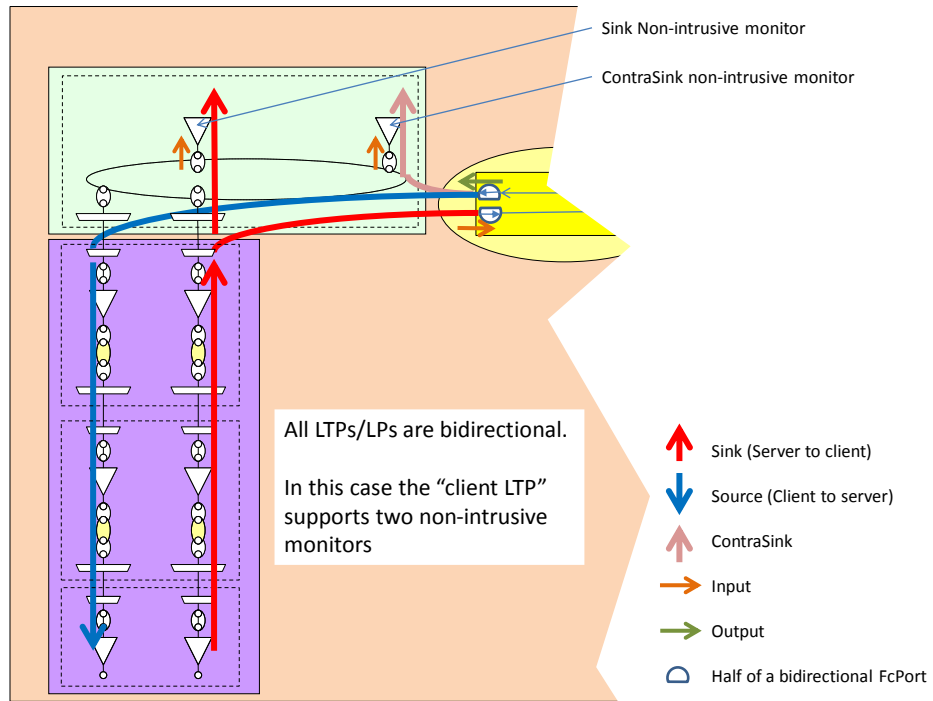 Sink Non-intrusive monitor
ContraSink non-intrusive monitor
All LTPs/LPs are bidirectional.
In this case the “client LTP”
supports two non-intrusive
monitors
Sink (Server to client)
Source (Client to server)
ContraSink
Input
Output
Half of a bidirectional FcPort